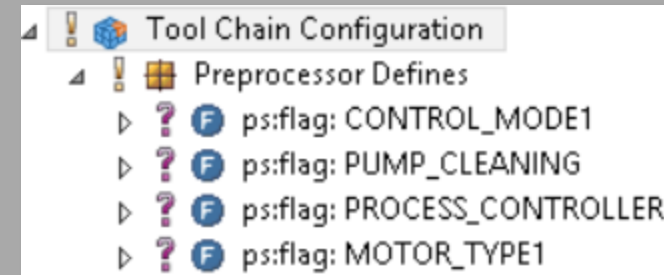 Tool Chain Configuration
Preprocessor Defines
ps:flag: CONTROL_MODE1
ps:flag: PUMP_CLEANING
ps:flag: PROCESS_CONTROLLER
ps:flag: MOTOR_TYPE1